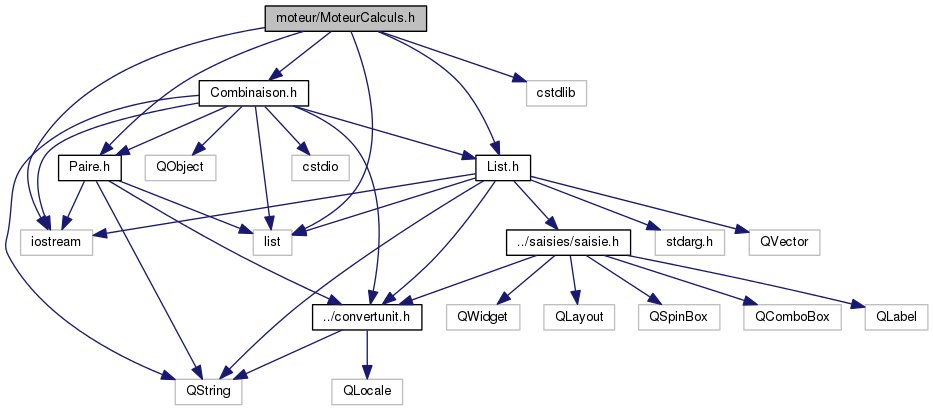 moteur/MoteurCalculs.h
Combinaison.h
cstdlib
Paire.h
QObject
cstdio
List.h
iostream
list
../saisies/saisie.h
stdarg.h
QVector
../convertunit.h
QWidget
QLayout
QSpinBox
QComboBox
QLabel
QString
QLocale